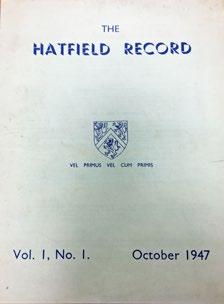 THE
HATFIELD RECORD
VEL PRIMUS VEL CUM PRIMIS
Vol. 1, No. 1. October 1947